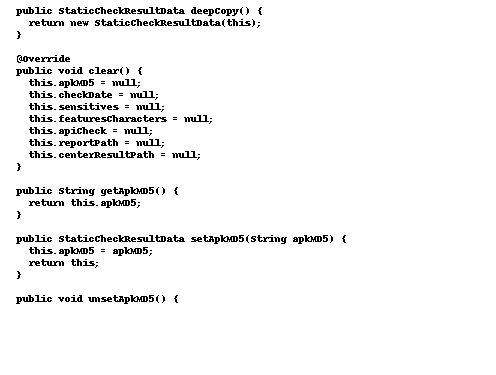 public StaticCheckResultData deepCopy() {
return new StaticCheckResultData(this);
}
@Override
public void clear() {
this.apkMD5 = null;
this.checkDate = null;
this.sensitives = null;
this.featuresCharacters = null;
this.apiCheck = null;
this.reportPath = null;
this.centerResultPath = null;
}
public String getApkMD5() {
return this.apkMD5;
}
public StaticCheckResultData setApkMD5(String apkMD5) {
this.apkMD5 = apkMD5;
return this;
}
public void unsetApkMD5() {